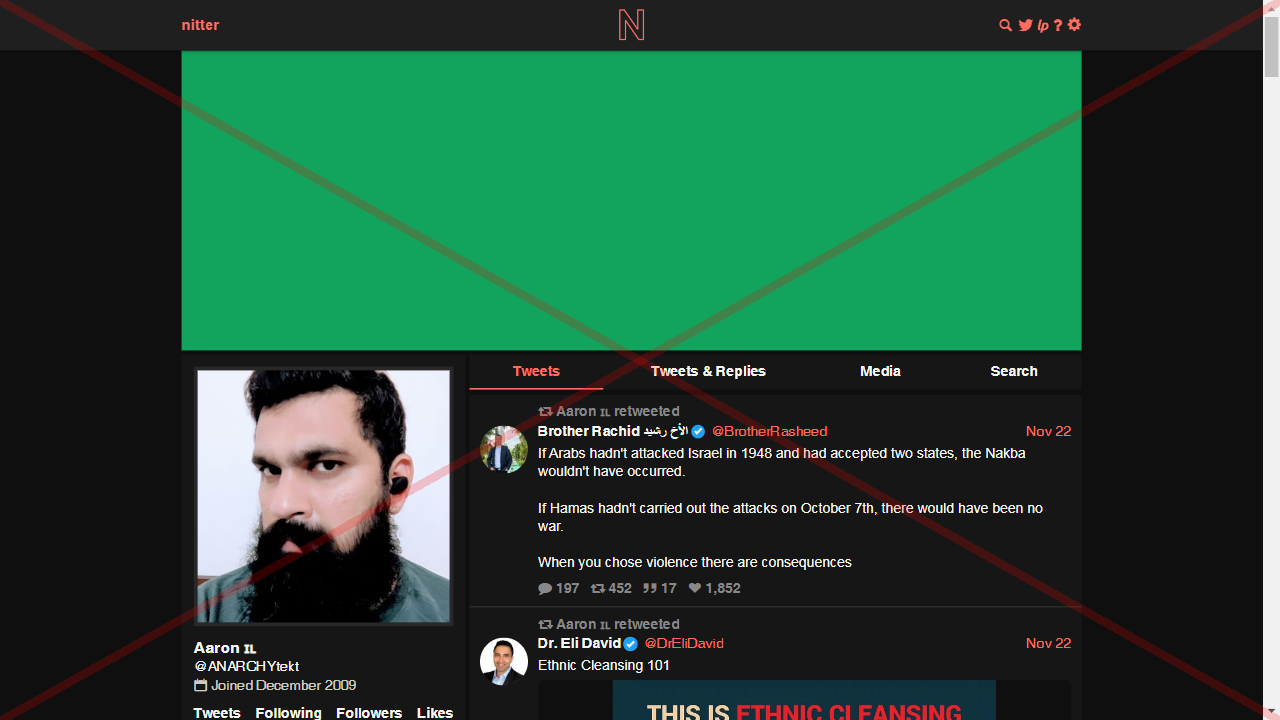 nitter
N
lp ?
Tweets
Tweets & Replies
Media
Search
Aaron IL retweeted
Brother Rachid الأخ رشيد @BrotherRasheed
Nov 22
If Arabs hadn't attacked Israel in 1948 and had accepted two states, the Nakba
wouldn't have occurred.
If Hamas hadn't carried out the attacks on October 7th, there would have been no
war.
When you chose violence there are consequences
197 452 17 1,852
Aaron IL retweeted
Dr. Eli David @DrEliDavid
Nov 22
Ethnic Cleansing 101
THIS IS ETHNIC CLEANSING
Aaron IL
@ANARCHYtekt
Joined December 2009
Tweets Following Followers Likes